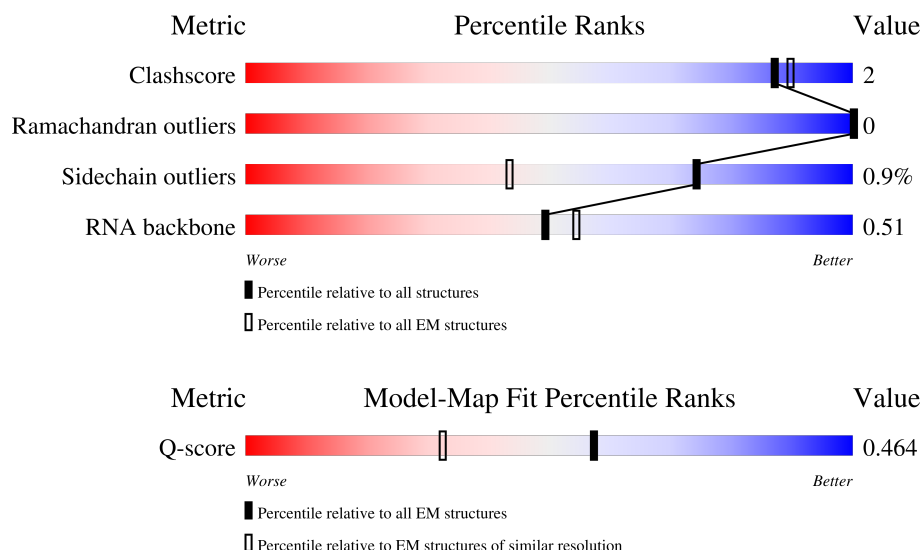 Metric Percentile Ranks Value
Clashscore 2
Ramachandran outliers 0
Sidechain outliers 0.9%
RNA backbone 0.51
Worse Better
Percentile relative to all structures
Percentile relative to all EM structures
Metric Model-Map Fit Percentile Ranks Value
Q-score 0.464
Worse Better
Percentile relative to all EM structures
Percentile relative to EM structures of similar resolution